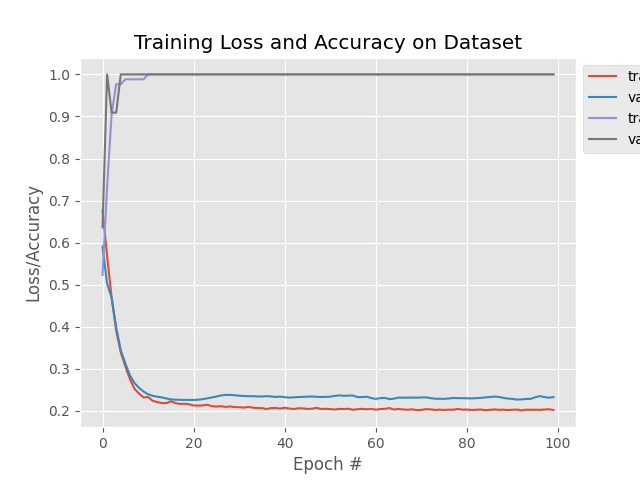 Training Loss and Accuracy on Dataset
1.0
0.9
0.8
0.7
0.6
0.5
0.4
0.3
0.2
Loss/Accuracy
0 20 40 60 80 100
Epoch #
tra
va
tra
va